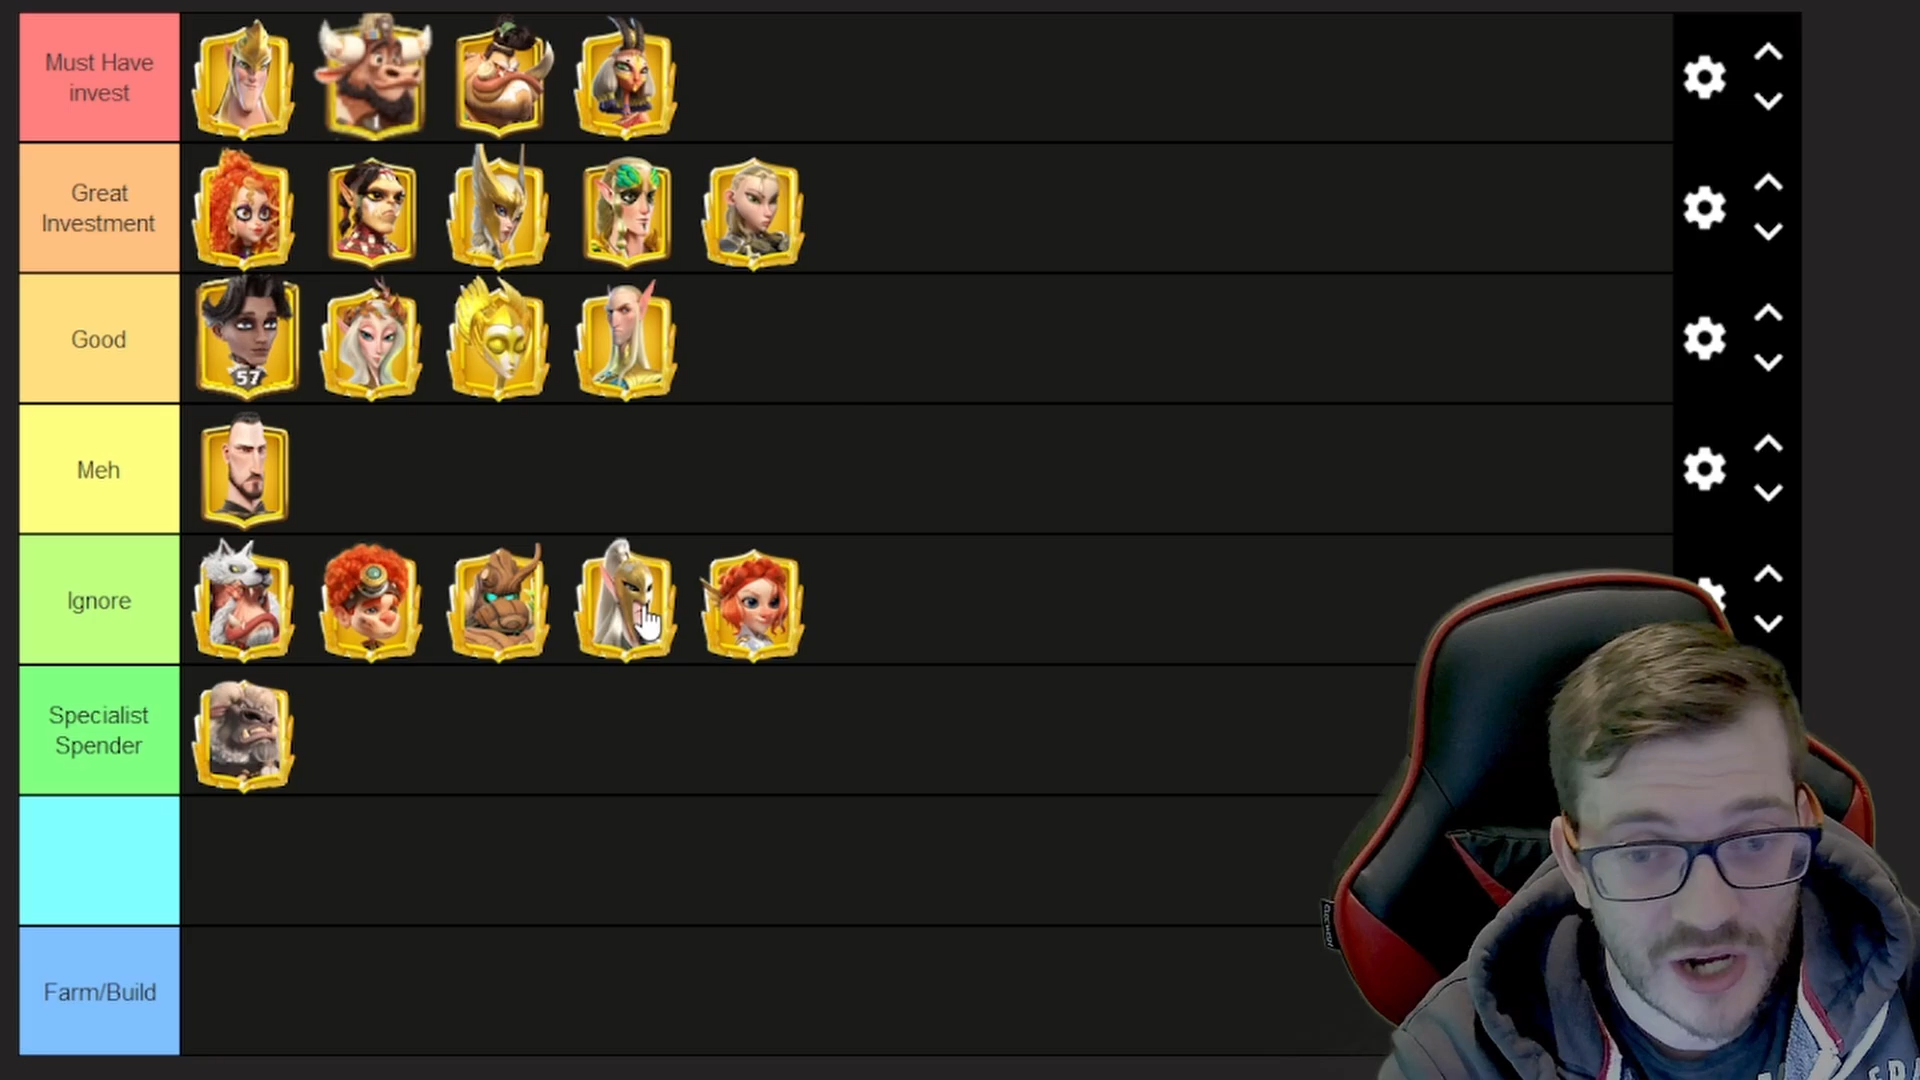 Must Have
invest
Great
Investment
Good
57
Meh
Ignore
Specialist
Spender
Farm/Build